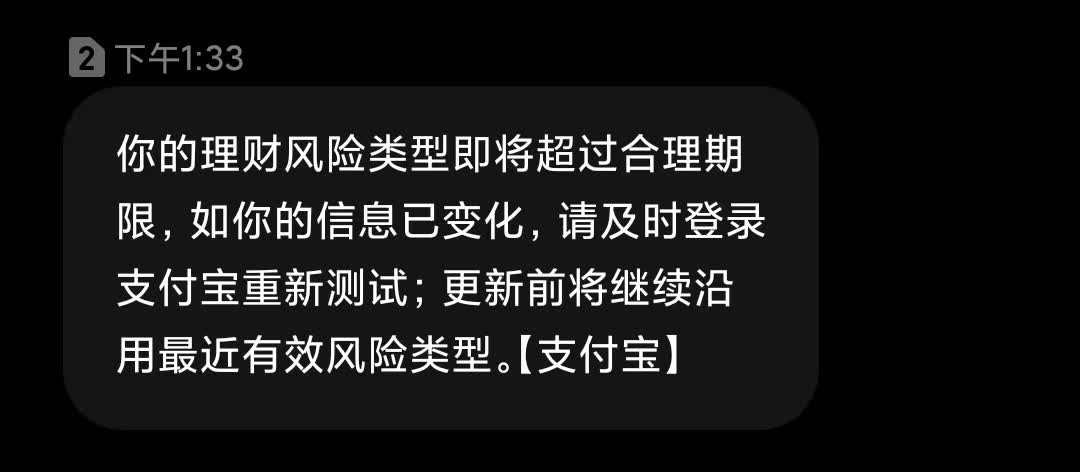 2 下午1:33
你的理财风险类型即将超过合理期
限，如你的信息已变化，请及时登录
支付宝重新测试；更新前将继续沿
用最近有效风险类型。【支付宝】